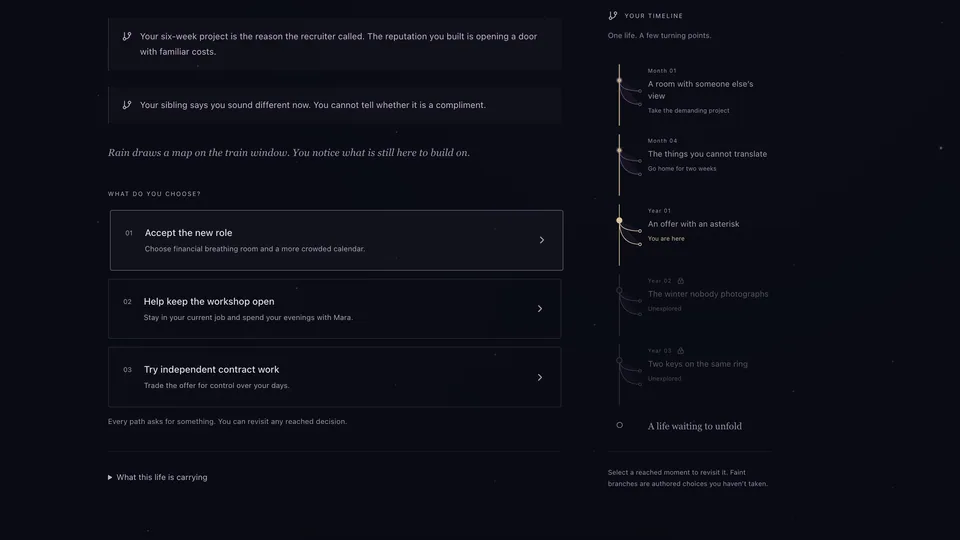 Your six-week project is the reason the recruiter called. The reputation you built is opening a door
with familiar costs.
Your sibling says you sound different now. You cannot tell whether it is a compliment.
Rain draws a map on the train window. You notice what is still here to build on.
WHAT DO YOU CHOOSE?
01 Accept the new role
Choose financial breathing room and a more crowded calendar.
02 Help keep the workshop open
Stay in your current job and spend your evenings with Mara.
03 Try independent contract work
Trade the offer for control over your days.
Every path asks for something. You can revisit any reached decision.
What this life is carrying
YOUR TIMELINE
One life. A few turning points.
Month 01
A room with someone else's
view
Take the demanding project
Month 04
The things you cannot translate
Go home for two weeks
Year 01
An offer with an asterisk
You are here
Year 02
The winter nobody photographs
Unexplored
Year 03
Two keys on the same ring
Unexplored
A life waiting to unfold
Select a reached moment to revisit it. Faint
branches are authored choices you haven't taken.